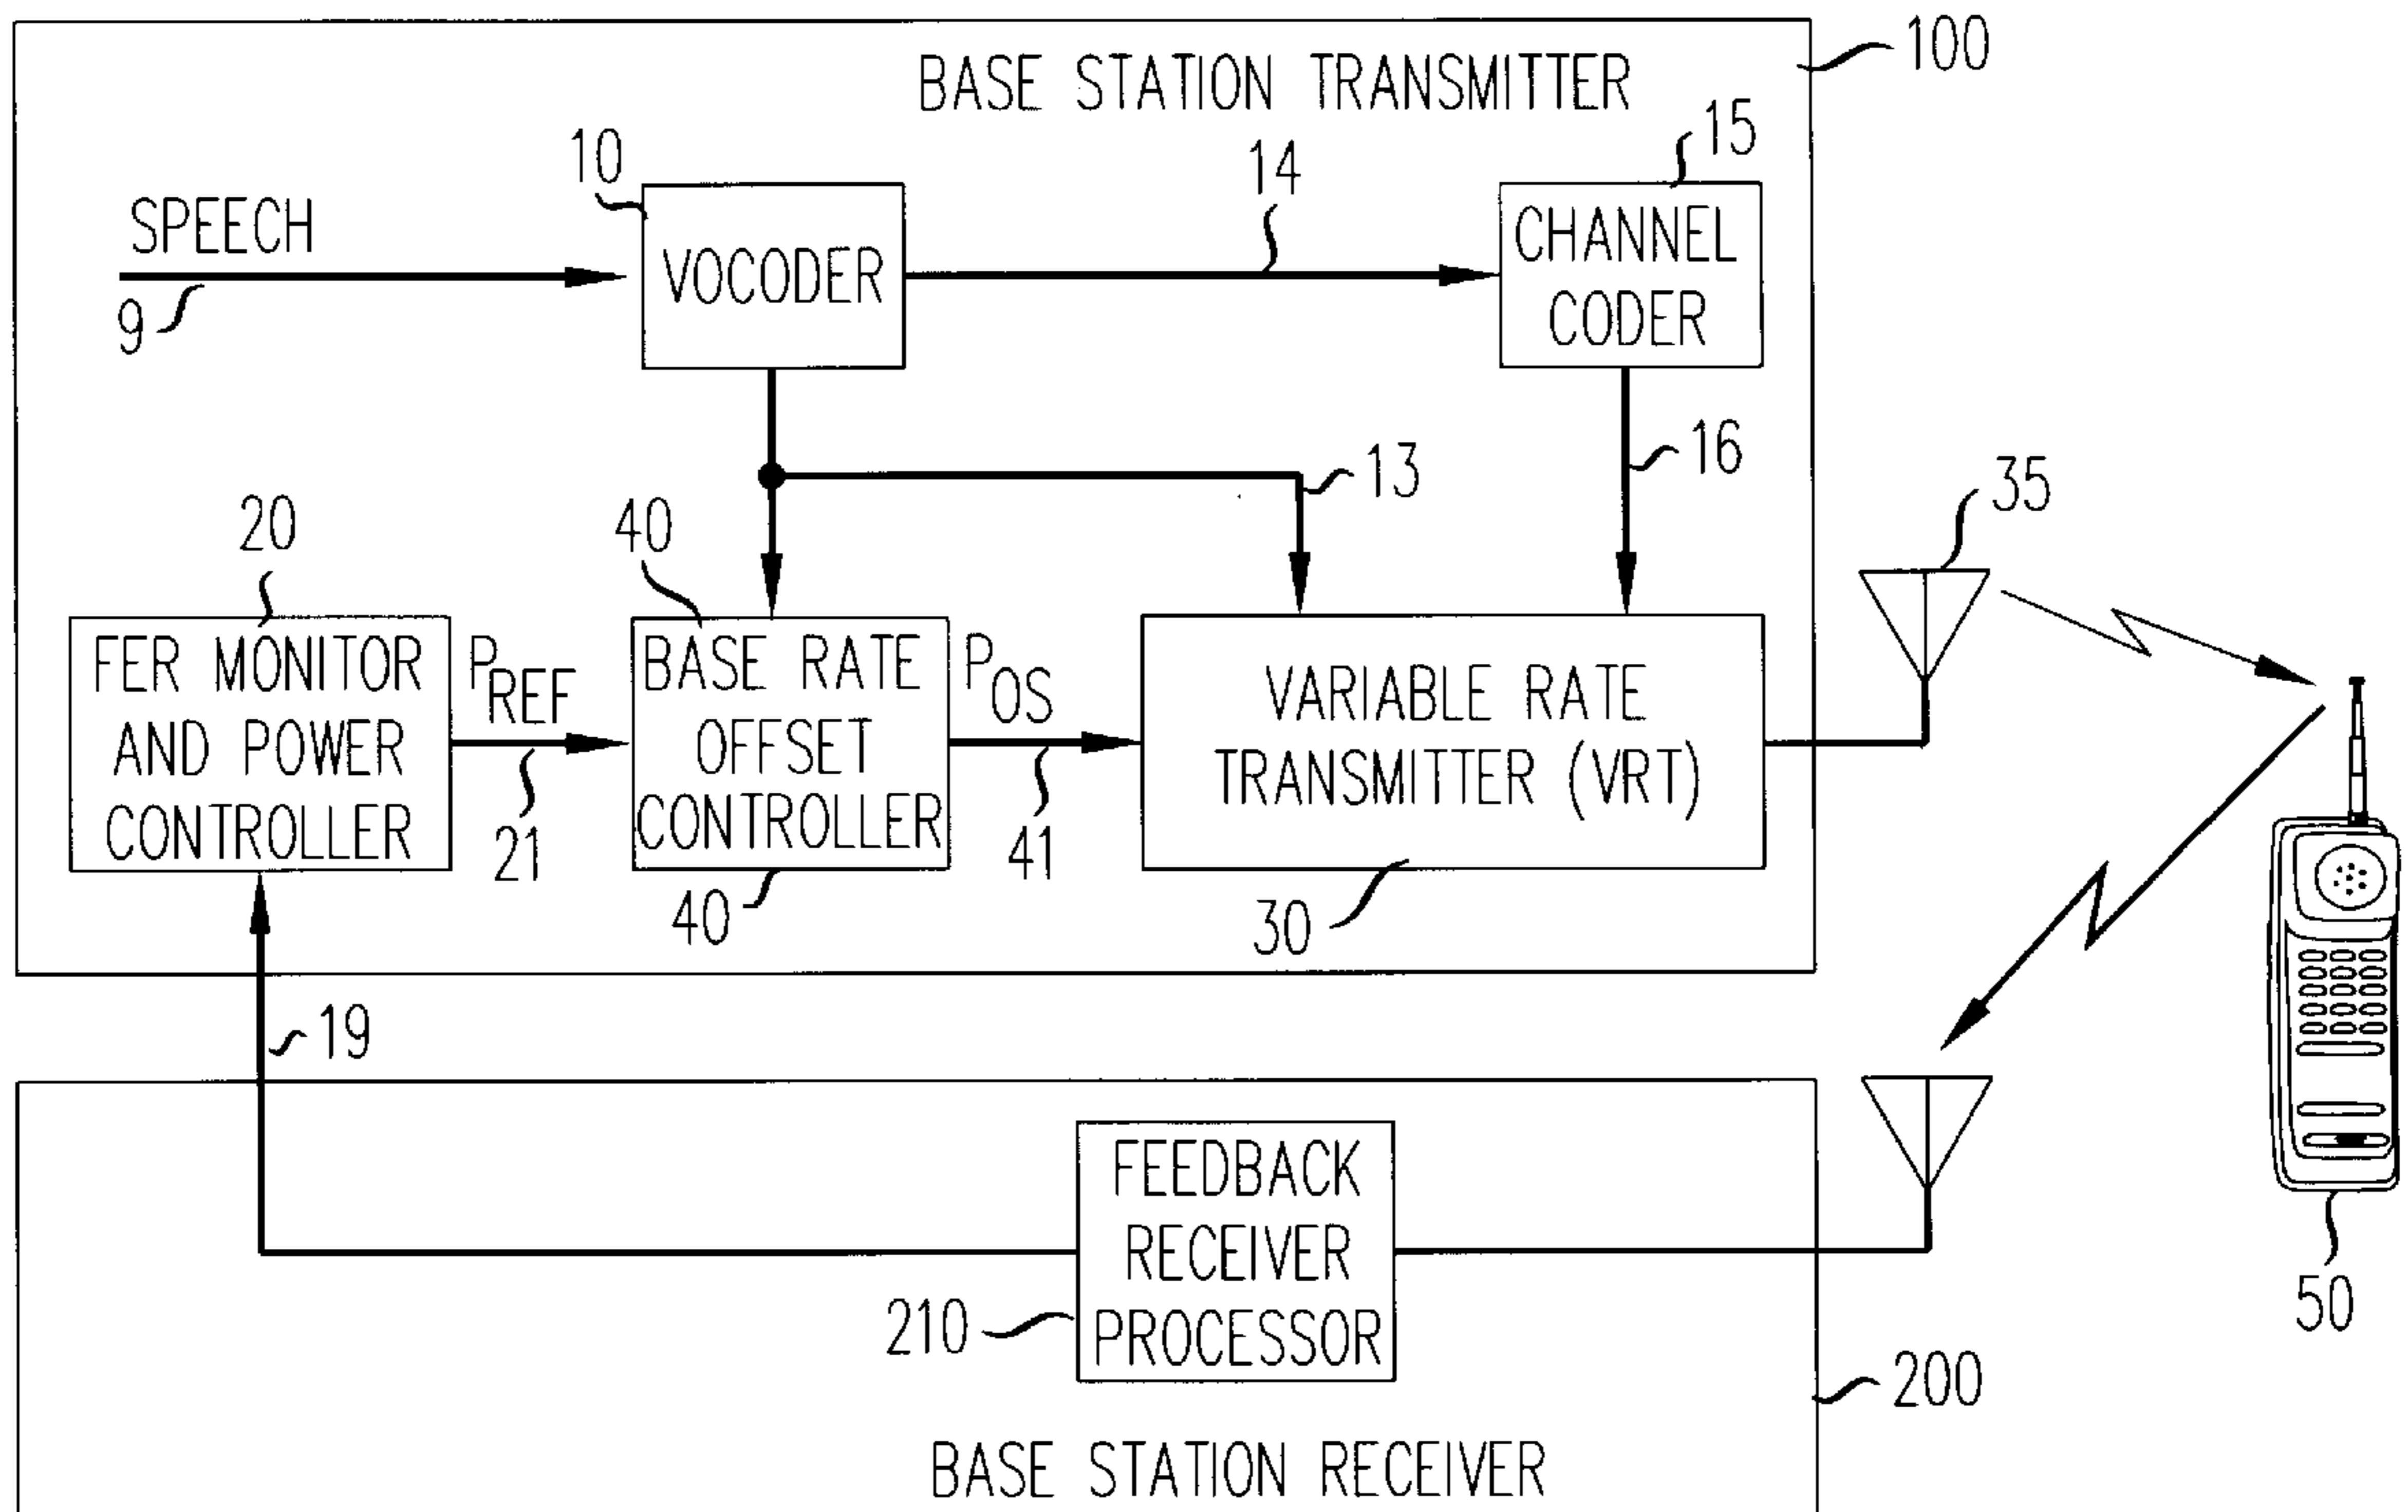 BASE STATION TRANSMITTER
100
10
14
15
SPEECH
9
VOCODER
CHANNEL
CODER
13
16
35
20
40
FER MONITOR
AND POWER
CONTROLLER
PREF
21
BASE RATE
OFFSET
CONTROLLER
40
POS
41
VARIABLE RATE
TRANSMITTER (VRT)
30
19
FEEDBACK
RECEIVER
PROCESSOR
210
50
200
BASE STATION RECEIVER